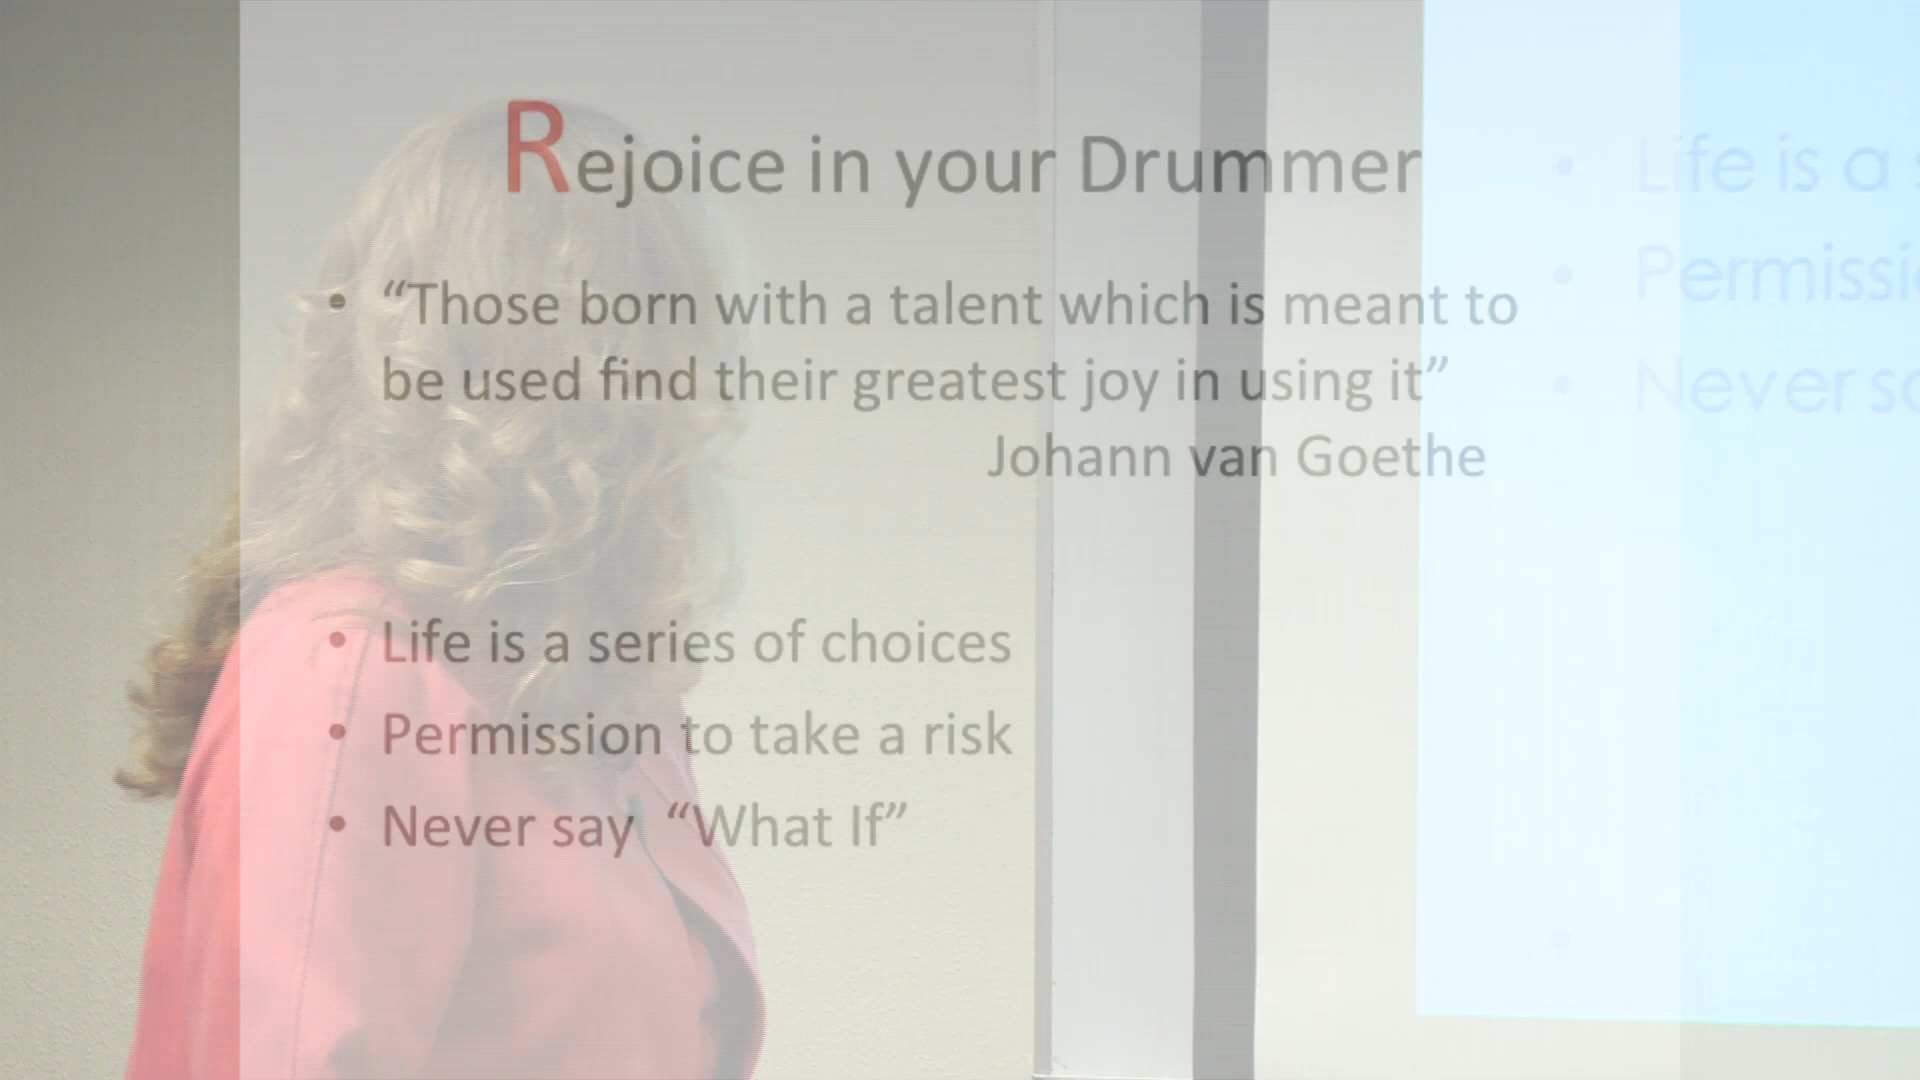 Rejoice in your Drummer
• “Those born with a talent which is meant to
be used find their greatest joy in using it”
Johann van Goethe
• Life is a series of choices
• Permission to take a risk
• Never say “What If”
• Life is a
•
• Never